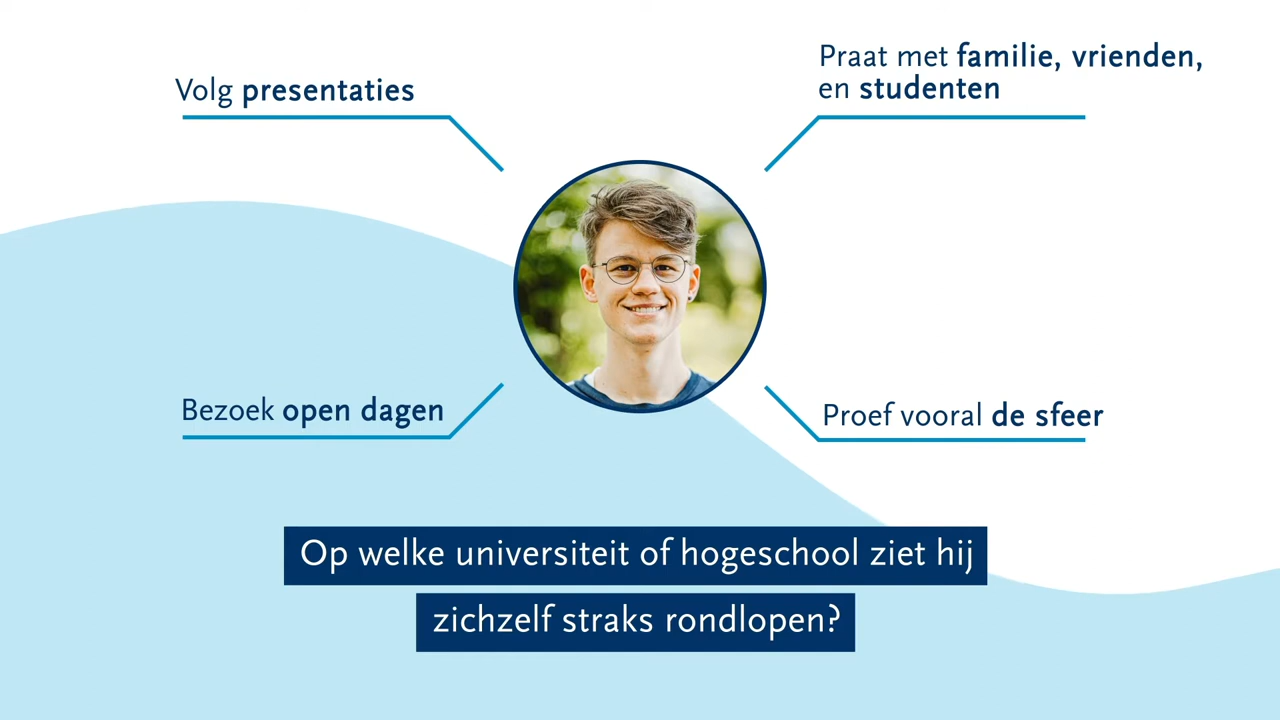 Volg presentaties
Praat met familie, vrienden,
en studenten
Bezoek open dagen
Proef vooral de sfeer
Op welke universiteit of hogeschool ziet hij
zichzelf straks rondlopen?